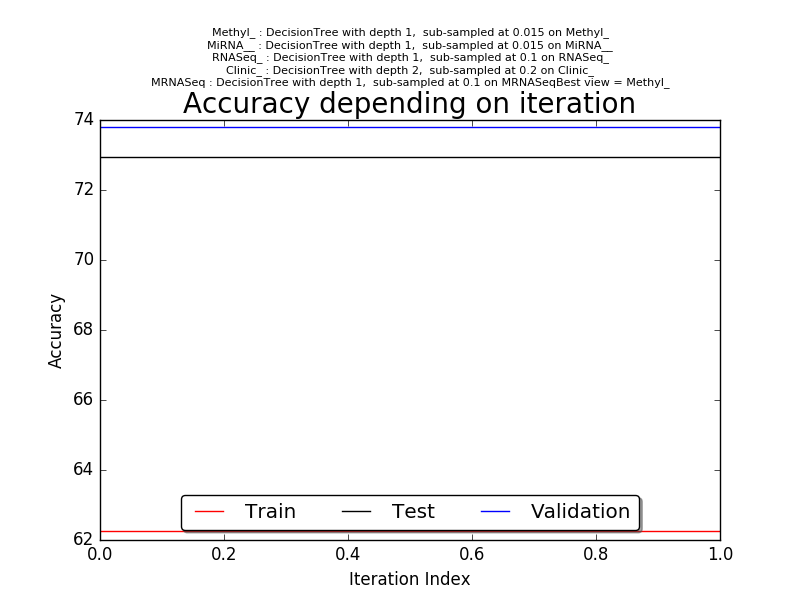 Methyl_ : DecisionTree with depth 1,  sub-sampled at 0.015 on Methyl_
MiRNA__ : DecisionTree with depth 1,  sub-sampled at 0.015 on MiRNA__
RNASeq_ : DecisionTree with depth 1,  sub-sampled at 0.1 on RNASeq_
Clinic_ : DecisionTree with depth 2,  sub-sampled at 0.2 on Clinic_
MRNASeq : DecisionTree with depth 1,  sub-sampled at 0.1 on MRNASeqBest view = Methyl_
Accuracy depending on iteration
74
72
70
68
66
64
62
Accuracy
Train Test Validation
0.0 0.2 0.4 0.6 0.8 1.0
Iteration Index